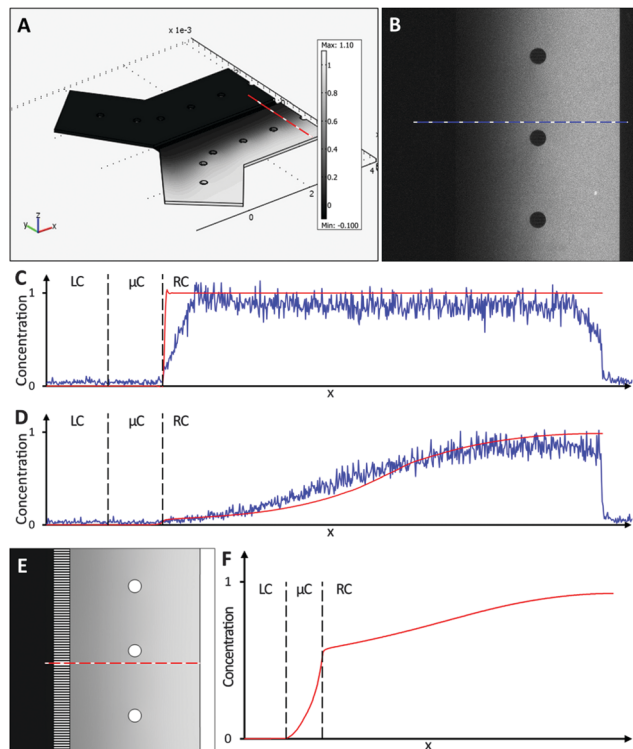 A
x 1e-3
Max: 1.10
1
0.8
0.6
0.4
0.2
0
Min: -0.100
4
2
0
z
y
x
B
C
LC
µC
RC
1
Concentration
0
x
D
LC
µC
RC
1
Concentration
0
x
E
F
LC
µC
RC
1
Concentration
0
x